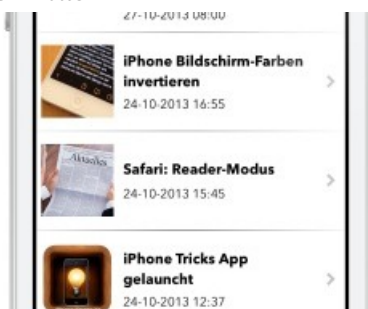 27-10-2013 08:00
iPhone Bildschirm-Farben
invertieren
24-10-2013 16:55
Aktuelles
Safari: Reader-Modus
24-10-2013 15:45
iPhone Tricks App
gelauncht
24-10-2013 12:37